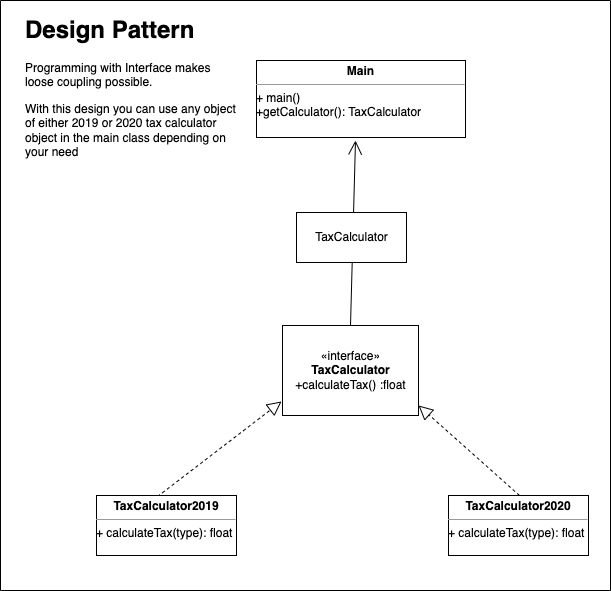 Design Pattern
Programming with Interface makes
loose coupling possible.
With this design you can use any object
of either 2019 or 2020 tax calculator
object in the main class depending on
your need
Main
+ main()
+getCalculator(): TaxCalculator
TaxCalculator
«interface»
TaxCalculator
+calculateTax() :float
TaxCalculator2019
+ calculateTax(type): float
TaxCalculator2020
+ calculateTax(type): float